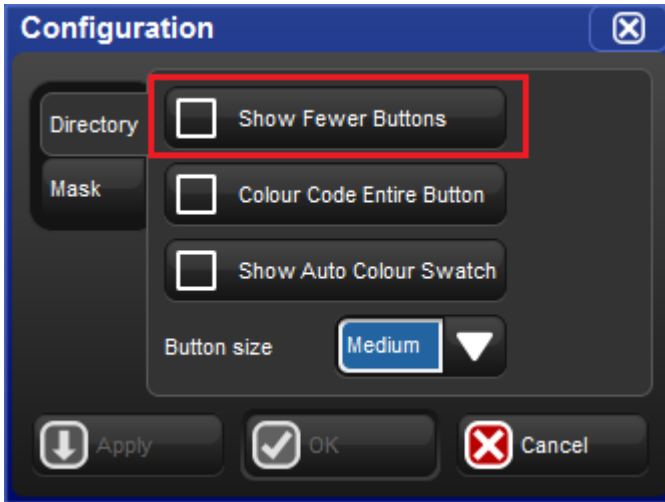 Configuration
Directory
Show Fewer Buttons
Mask
Colour Code Entire Button
Show Auto Colour Swatch
Button size
Medium
Apply
OK
Cancel